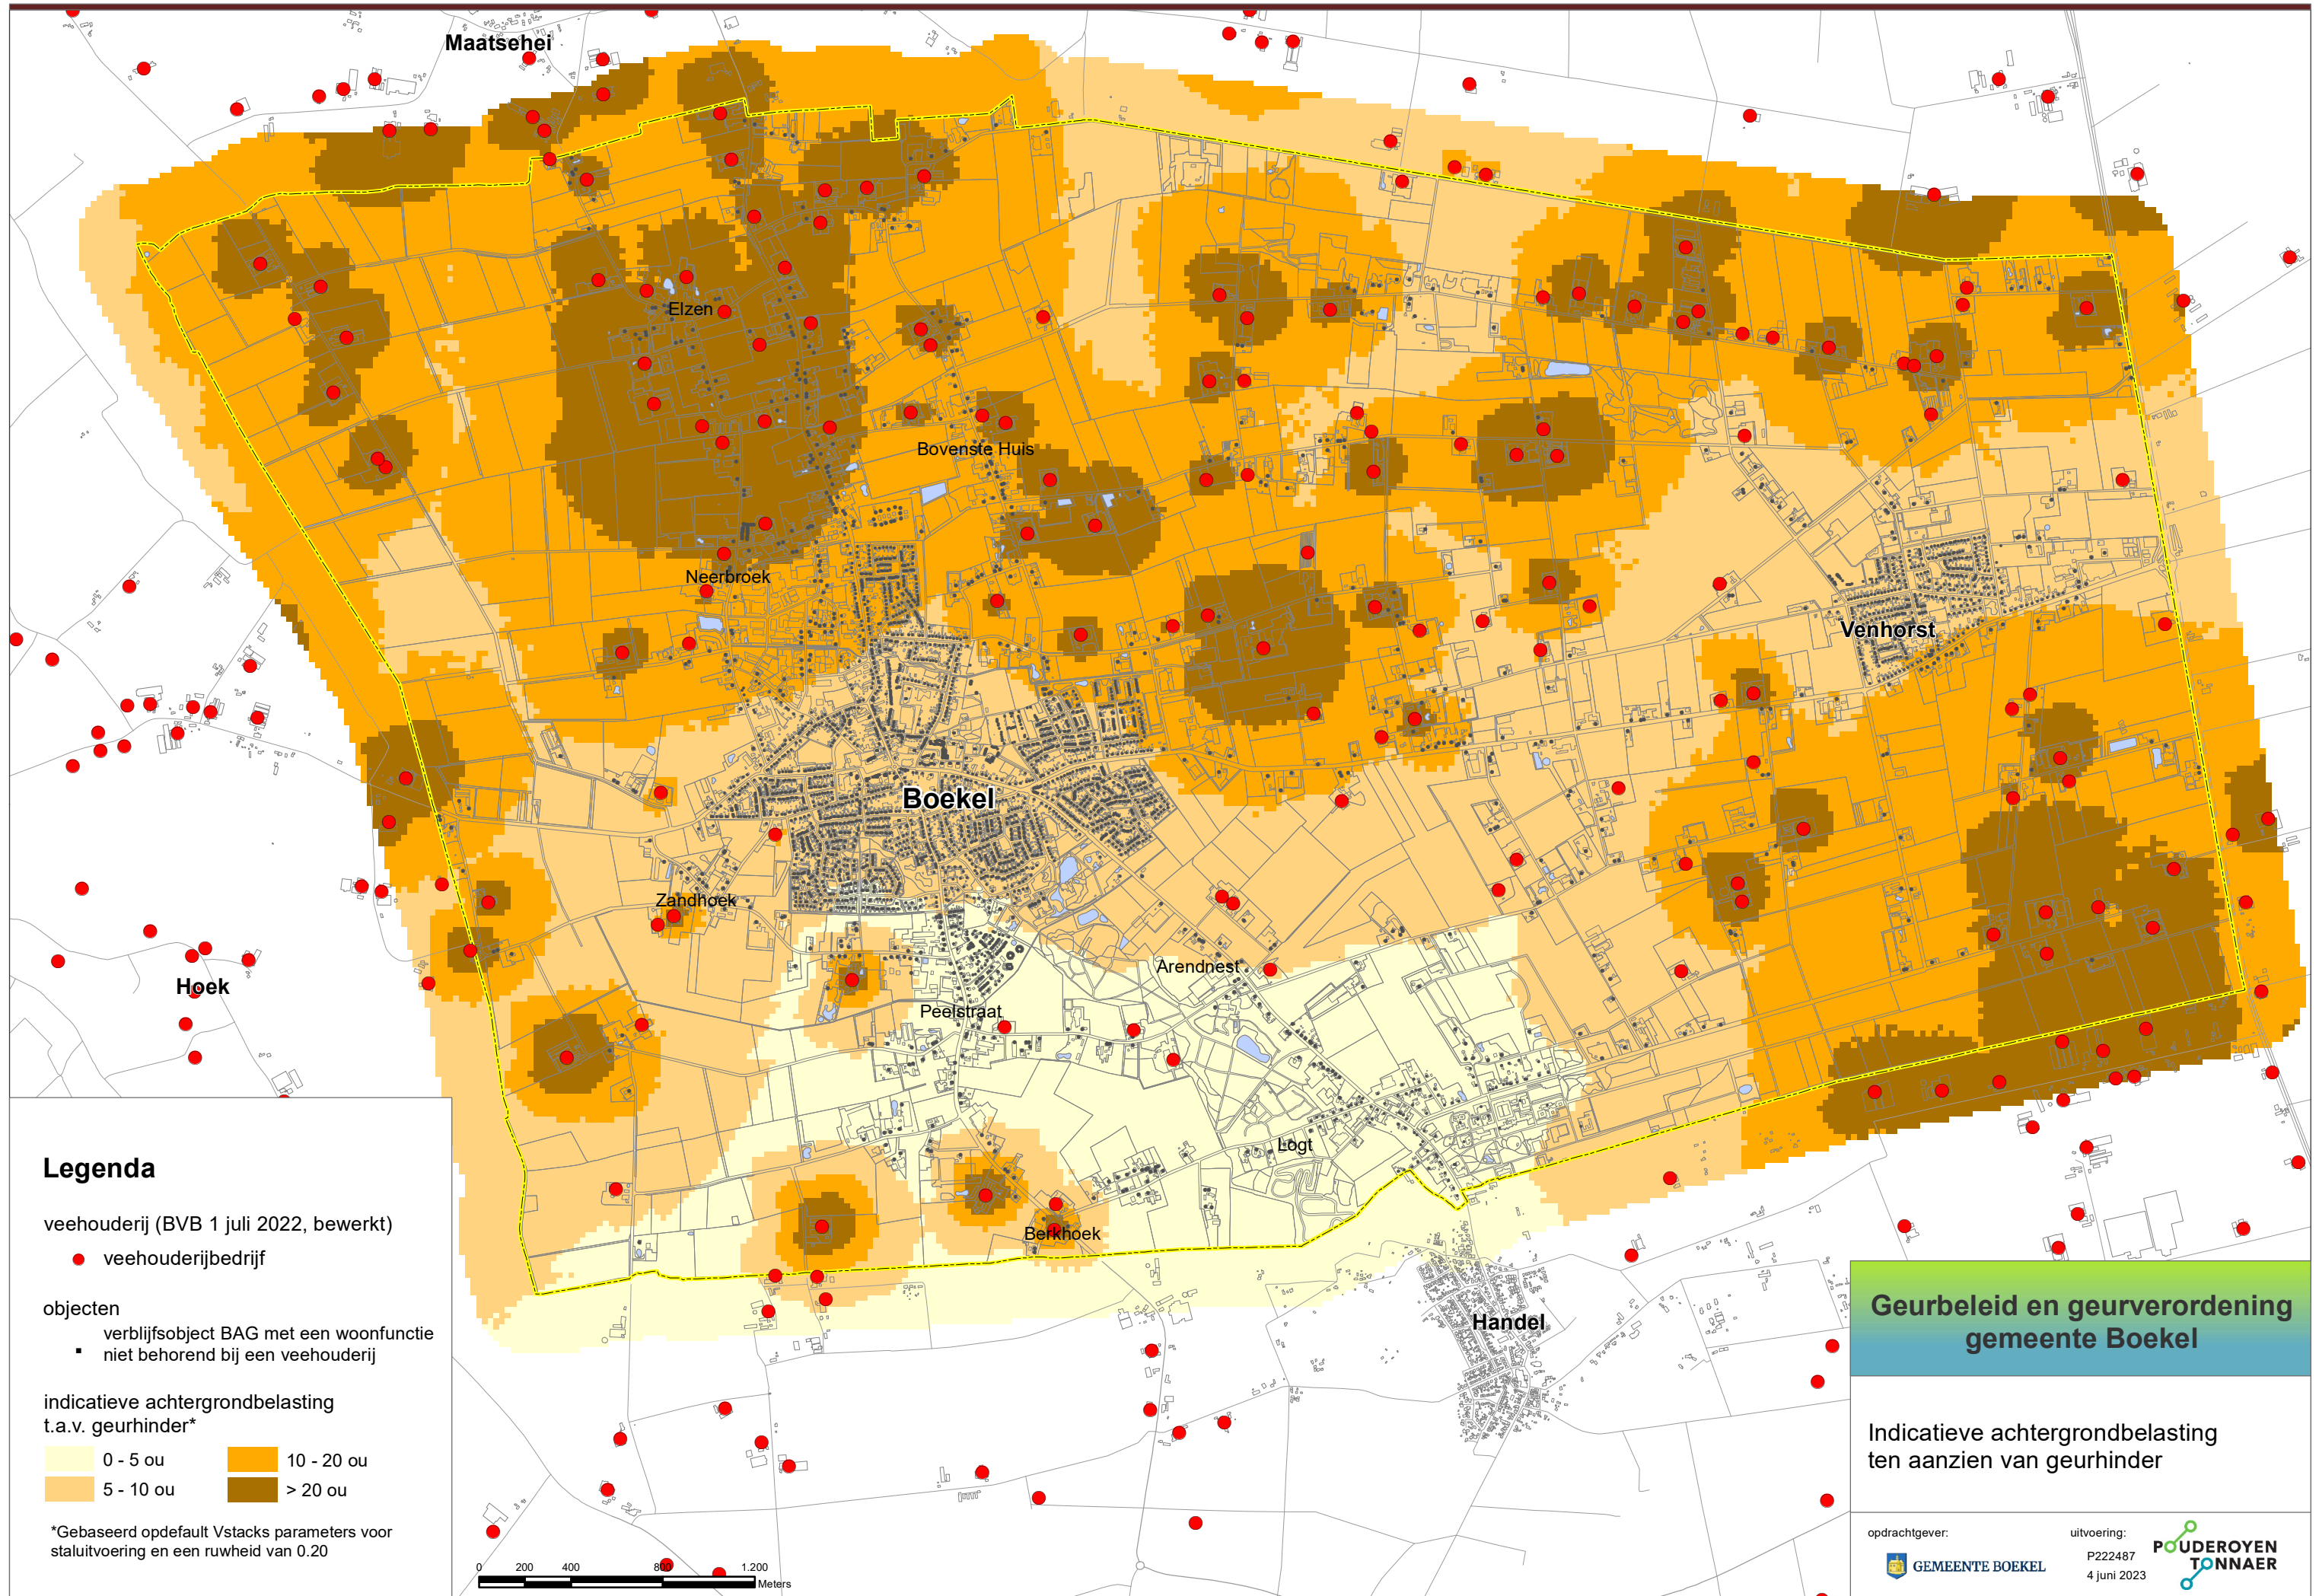 Maatsehei
Elzen
Bovenste Huis
Neerbroek
Venhorst
Boekel
Zandhoek
Arendnest
Hoek
Peelstraat
Logt
Berkhoek
Handel
Legenda
veehouderij (BVB 1 juli 2022, bewerkt)
veehouderijbedrijf
objecten
verblijfsobject BAG met een woonfunctie
niet behorend bij een veehouderij
indicatieve achtergrondbelasting
t.a.v. geurhinder*
0 - 5 ou
10 - 20 ou
5 - 10 ou
> 20 ou
*Gebaseerd opdefault Vstacks parameters voor
staluitvoering en een ruwheid van 0.20
0 200 400 800 1.200
Meters
Geurbeleid en geurverordening
gemeente Boekel
Indicatieve achtergrondbelasting
ten aanzien van geurhinder
opdrachtgever:
GEMEENTE BOEKEL
uitvoering:
P222487
4 juni 2023
POUDEROYEN
TONNAER